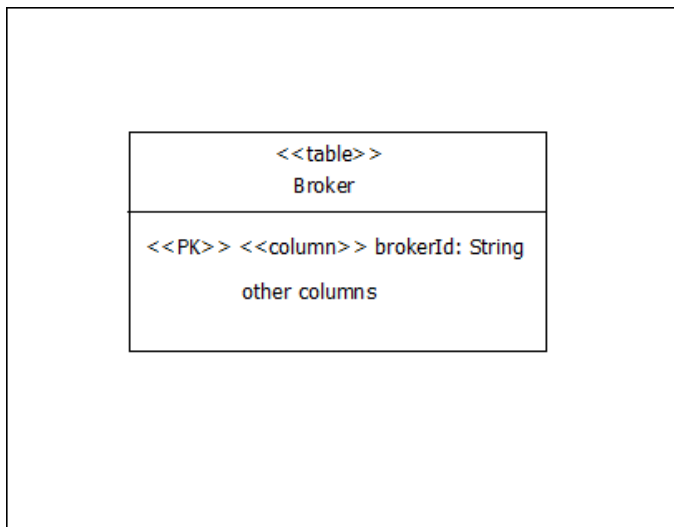 <<table>>
Broker
<<PK>> <<column>> brokerId: String
other columns